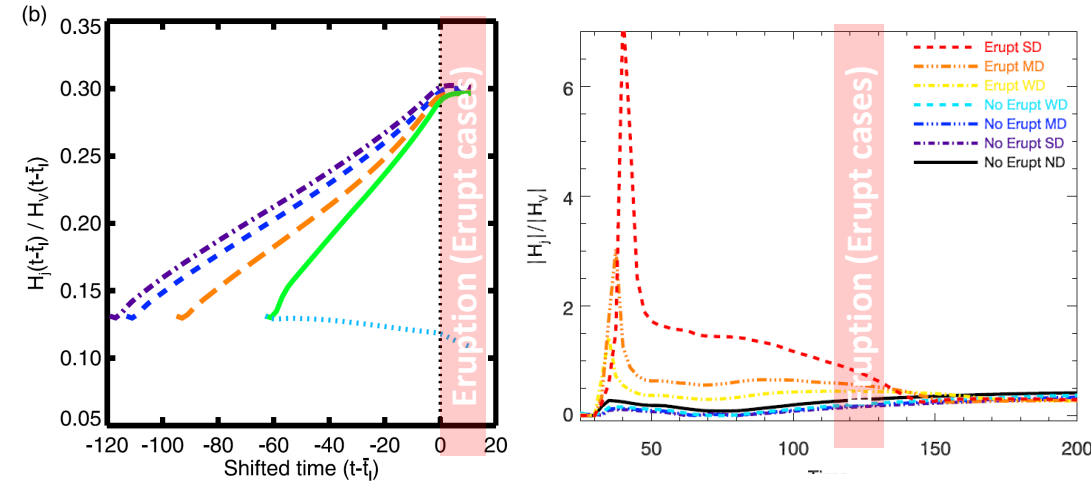 (b)
0.35
0.30
0.25
0.20
0.15
0.10
0.05
Hj(t-t̄I) / HV(t-t̄I)
-120 -100 -80 -60 -40 -20 0 20
Shifted time (t-t̄I)
Eruption (Erupt cases)
6
4
2
0
|Hj| / |HV|
50 100 150 200
Eruption (Erupt cases)
Erupt SD
Erupt MD
Erupt WD
No Erupt WD
No Erupt MD
No Erupt SD
No Erupt ND